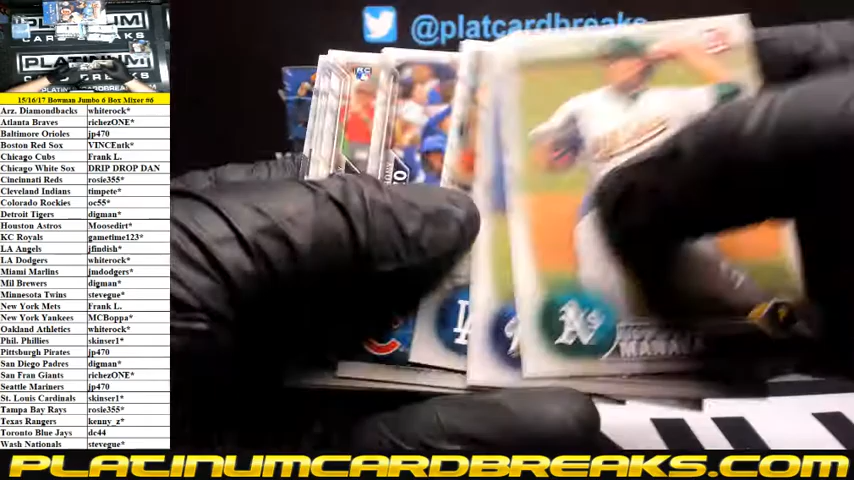 @platcardbreaks
PLATINUM
CARD BREAKS
15/16/17 Bowman Jumbo 6 Box Mixer #6
Arz. Diamondbacks whiterock*
Atlanta Braves richezONE*
Baltimore Orioles jp470
Boston Red Sox VINCEntk*
Chicago Cubs Frank L.
Chicago White Sox DRIP DROP DAN
Cincinnati Reds rosie355*
Cleveland Indians timpete*
Colorado Rockies oc55*
Detroit Tigers digman*
Houston Astros Moosedirt*
KC Royals gametime123*
LA Angels jfindish*
LA Dodgers whiterock*
Miami Marlins jmdodgers*
Mil Brewers digman*
Minnesota Twins stevegue*
New York Mets Frank L.
New York Yankees MCBoppa*
Oakland Athletics whiterock*
Phil. Phillies skinser1*
Pittsburgh Pirates jp470
San Diego Padres digman*
San Fran Giants richezONE*
Seattle Mariners jp470
St. Louis Cardinals skinser1*
Tampa Bay Rays rosie355*
Texas Rangers kenny_z*
Toronto Blue Jays dc44
Wash Nationals stevegue*
PLATINUMCARDBREAKS.COM